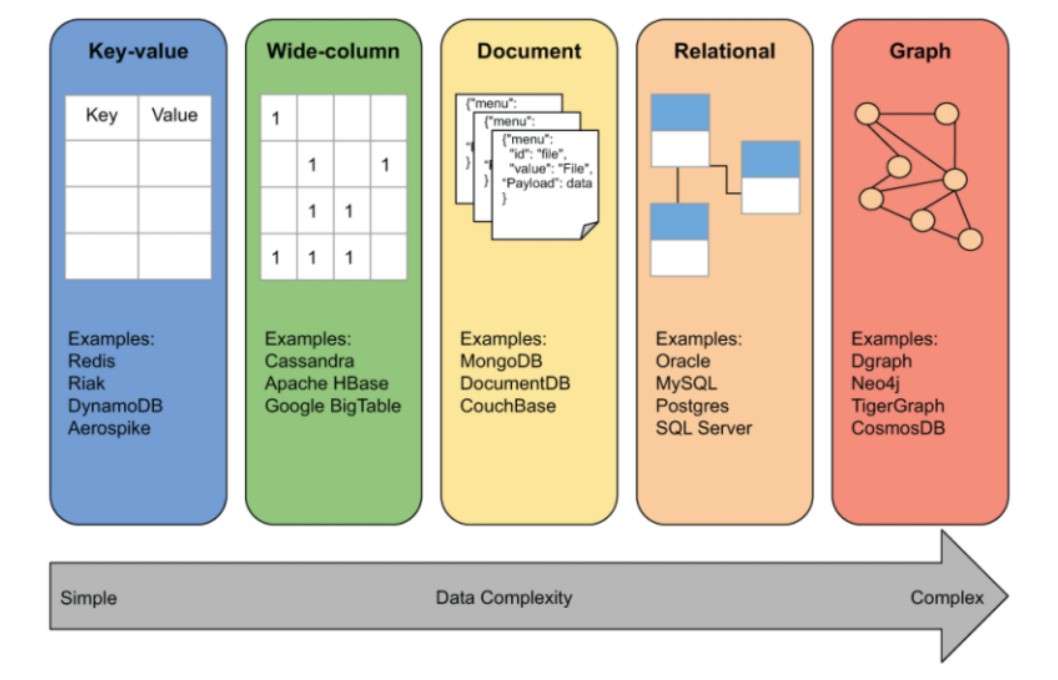 Key-value
Key Value
Examples:
Redis
Riak
DynamoDB
Aerospike
Wide-column
1
1 1
1 1
1 1 1
Examples:
Cassandra
Apache HBase
Google BigTable
Document
{"menu":
}
{"menu":
}
{"menu":
"id": "file",
"value": "File",
"Payload": data
}
Examples:
MongoDB
DocumentDB
CouchBase
Relational
Examples:
Oracle
MySQL
Postgres
SQL Server
Graph
Examples:
Dgraph
Neo4j
TigerGraph
CosmosDB
Simple Data Complexity Complex